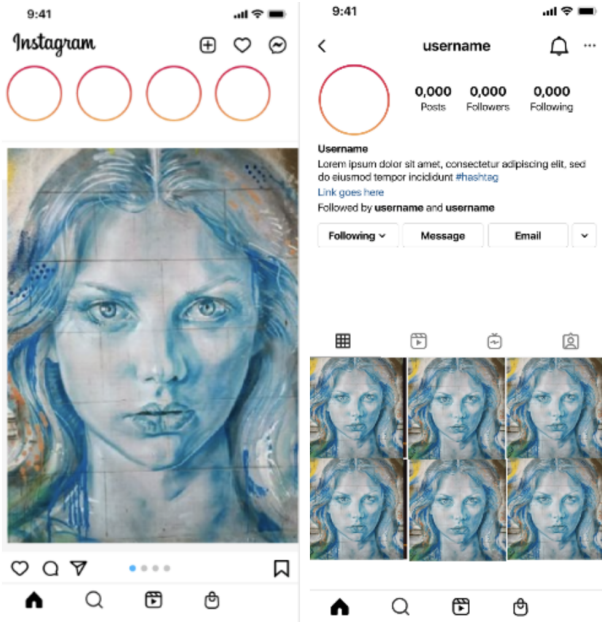 9:41
Instagram
9:41
username
0,000 0,000 0,000
Posts Followers Following
Username
Lorem ipsum dolor sit amet, consectetur adipiscing elit, sed
do eiusmod tempor incididunt #hashtag
Link goes here
Followed by username and username
Following Message Email